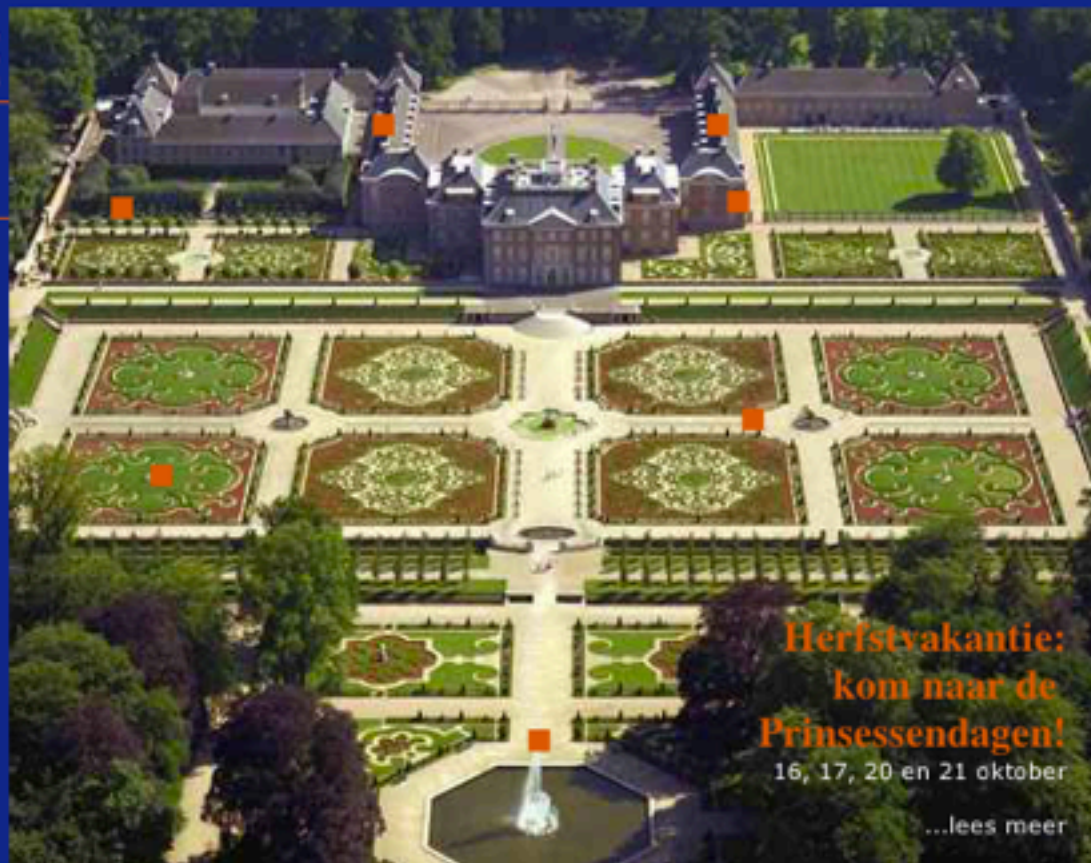 Herfstvakantie:
kom naar de
Prinsessendagen!
16, 17, 20 en 21 oktober
...lees meer